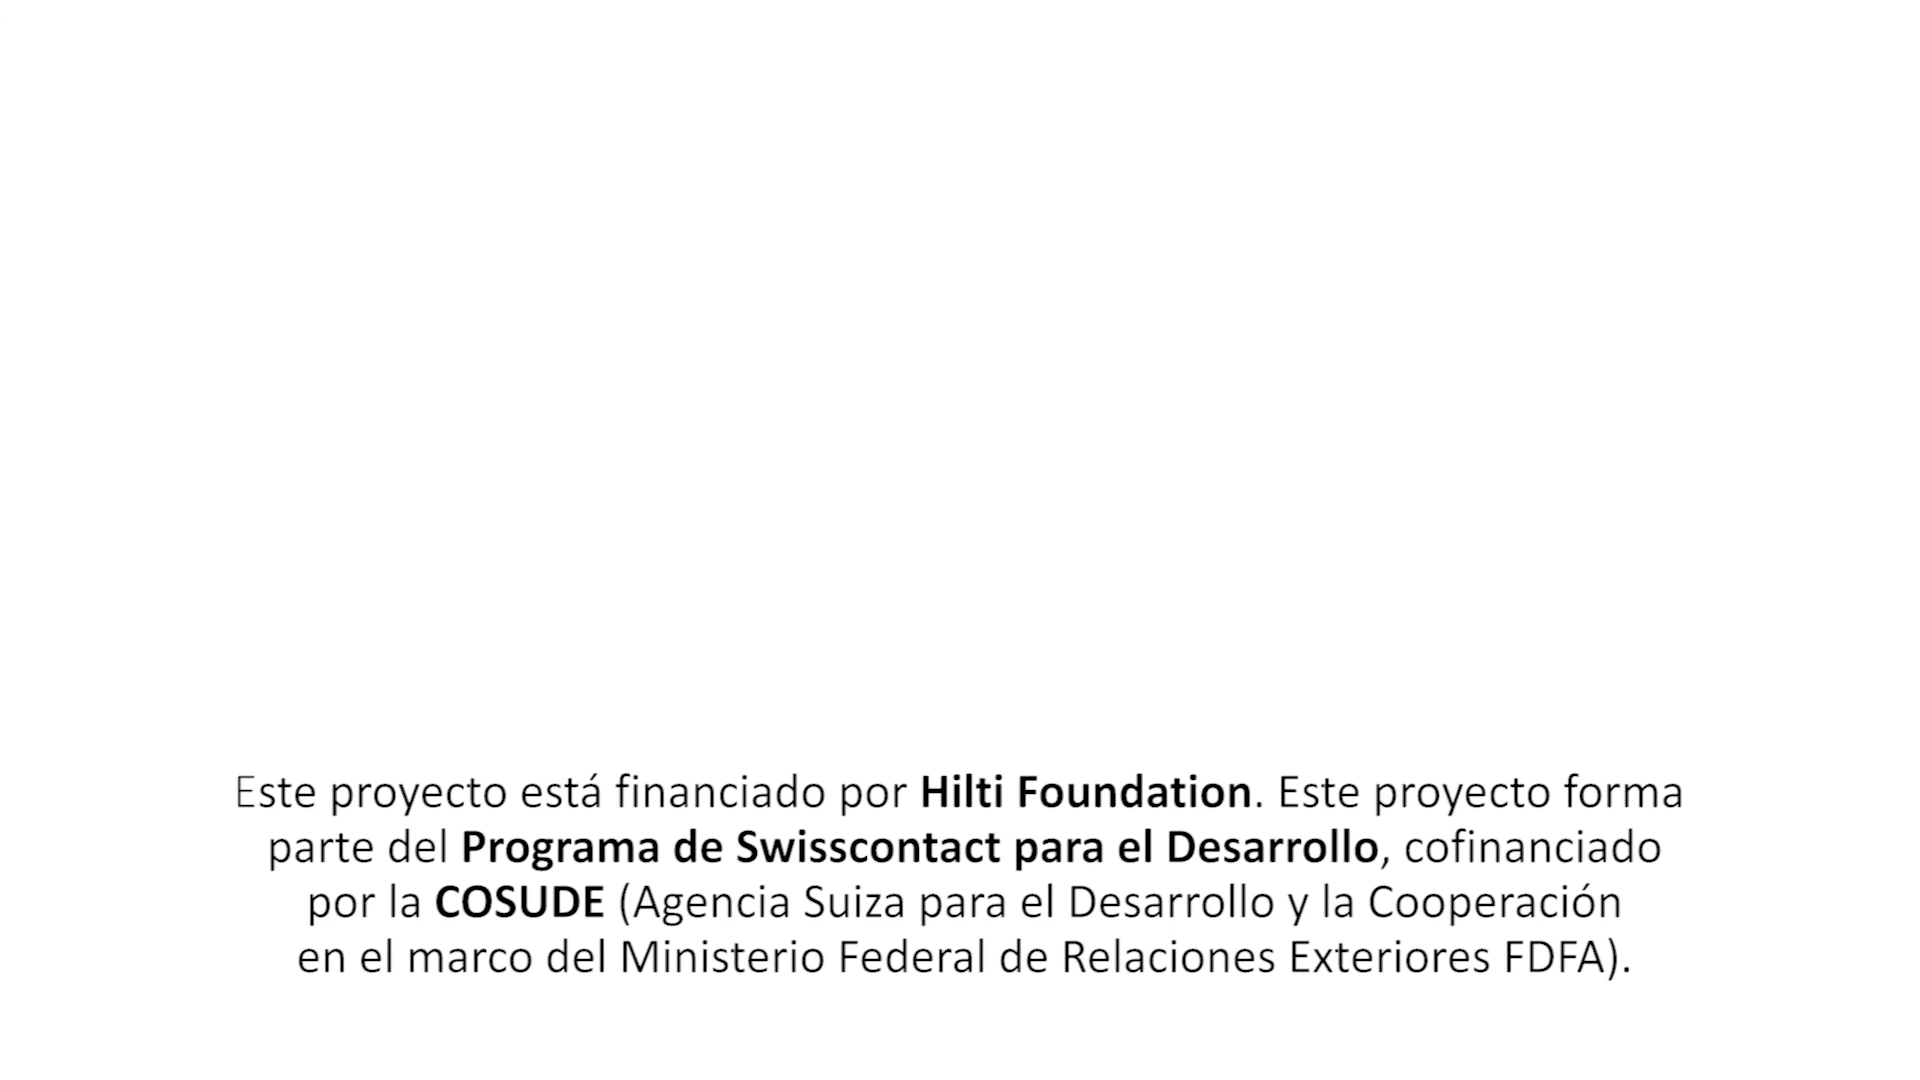 Este proyecto está financiado por Hilti Foundation. Este proyecto forma
parte del Programa de Swisscontact para el Desarrollo, cofinanciado
por la COSUDE (Agencia Suiza para el Desarrollo y la Cooperación
en el marco del Ministerio Federal de Relaciones Exteriores FDFA).